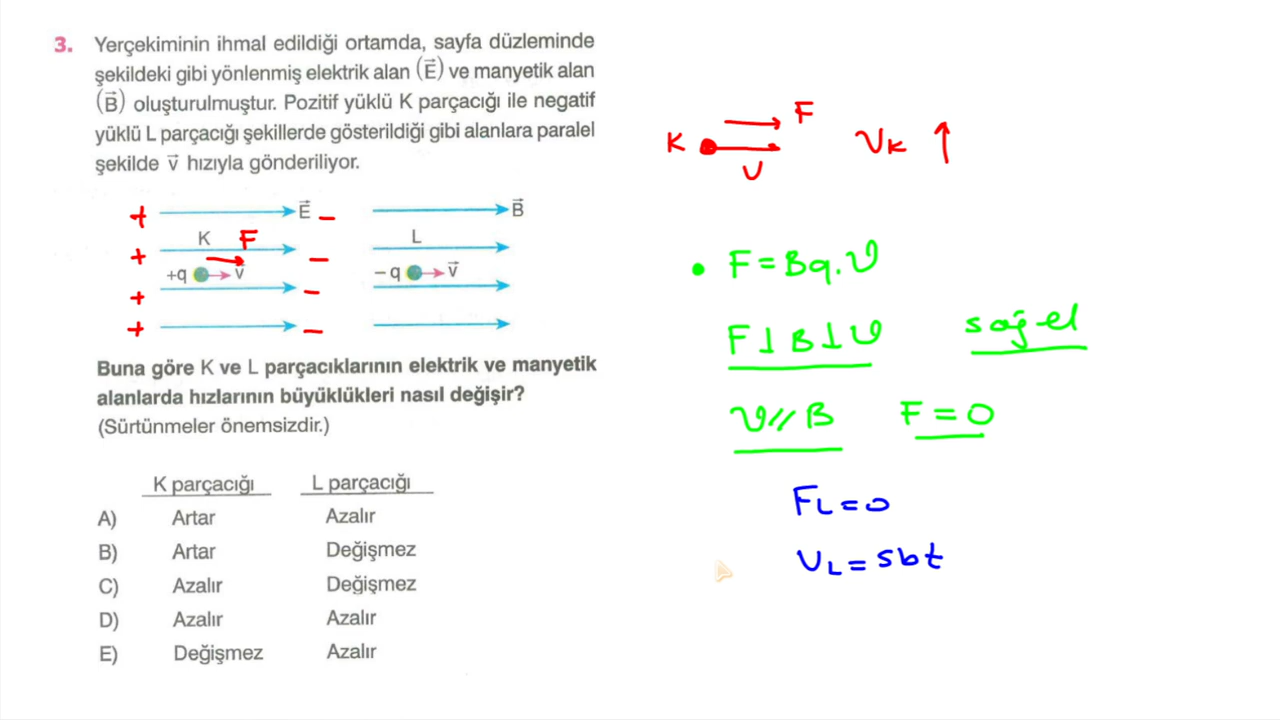 3. Yerçekiminin ihmal edildiği ortamda, sayfa düzleminde
şekildeki gibi yönlenmiş elektrik alan (E⃗) ve manyetik alan
(B⃗) oluşturulmuştur. Pozitif yüklü K parçacığı ile negatif
yüklü L parçacığı şekillerde gösterildiği gibi alanlara paralel
şekilde v⃗ hızıyla gönderiliyor.
+ E⃗ -
+ K F -
+q v⃗
+ -
+ -
B⃗
L
-q v⃗
Buna göre K ve L parçacıklarının elektrik ve manyetik
alanlarda hızlarının büyüklükleri nasıl değişir?
(Sürtünmeler önemsizdir.)
K parçacığı L parçacığı
A) Artar Azalır
B) Artar Değişmez
C) Azalır Değişmez
D) Azalır Azalır
E) Değişmez Azalır
F
K
V
VK ↑
• F = Bq.V
F⊥B⊥V sağ el
V // B F = 0
FL = 0
VL = sbt